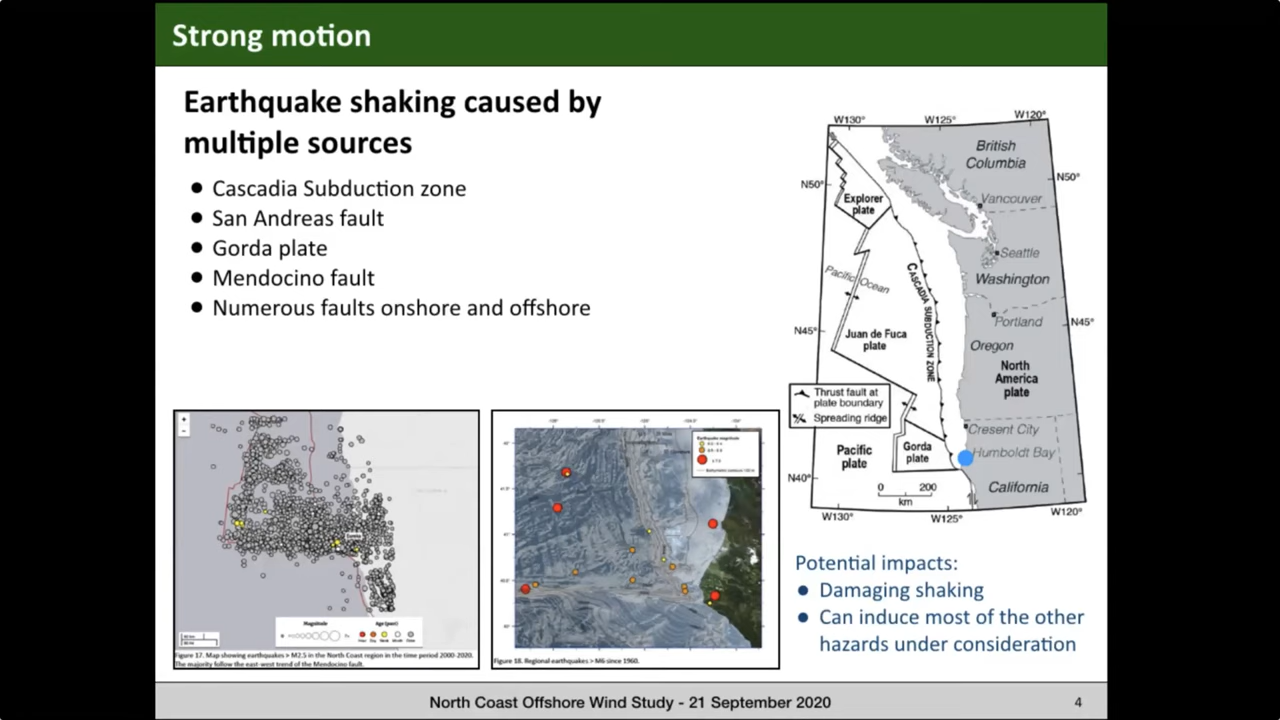 Strong motion
Earthquake shaking caused by
multiple sources
● Cascadia Subduction zone
● San Andreas fault
● Gorda plate
● Mendocino fault
● Numerous faults onshore and offshore
W130° W125° W120°
British
Columbia
N50° N50°
Explorer
plate
Vancouver
Seattle
Pacific Ocean
CASCADIA SUBDUCTION ZONE
Washington
N45° N45°
Portland
Juan de Fuca
plate
Oregon
North
America
plate
Thrust fault at
plate boundary
Spreading ridge
Cresent City
Pacific
plate
Gorda
plate
Humboldt Bay
N40°
0 200
km
California
W130° W125° W120°
Magnitude
Age (past)
Figure 17. Map showing earthquakes > M2.5 in the North Coast region in the time period 2000-2020.
The majority follow the east-west trend of the Mendocino fault.
Earthquake magnitude
Figure 18. Regional earthquakes > M6 since 1960.
Potential impacts:
● Damaging shaking
● Can induce most of the other
hazards under consideration
North Coast Offshore Wind Study - 21 September 2020
4